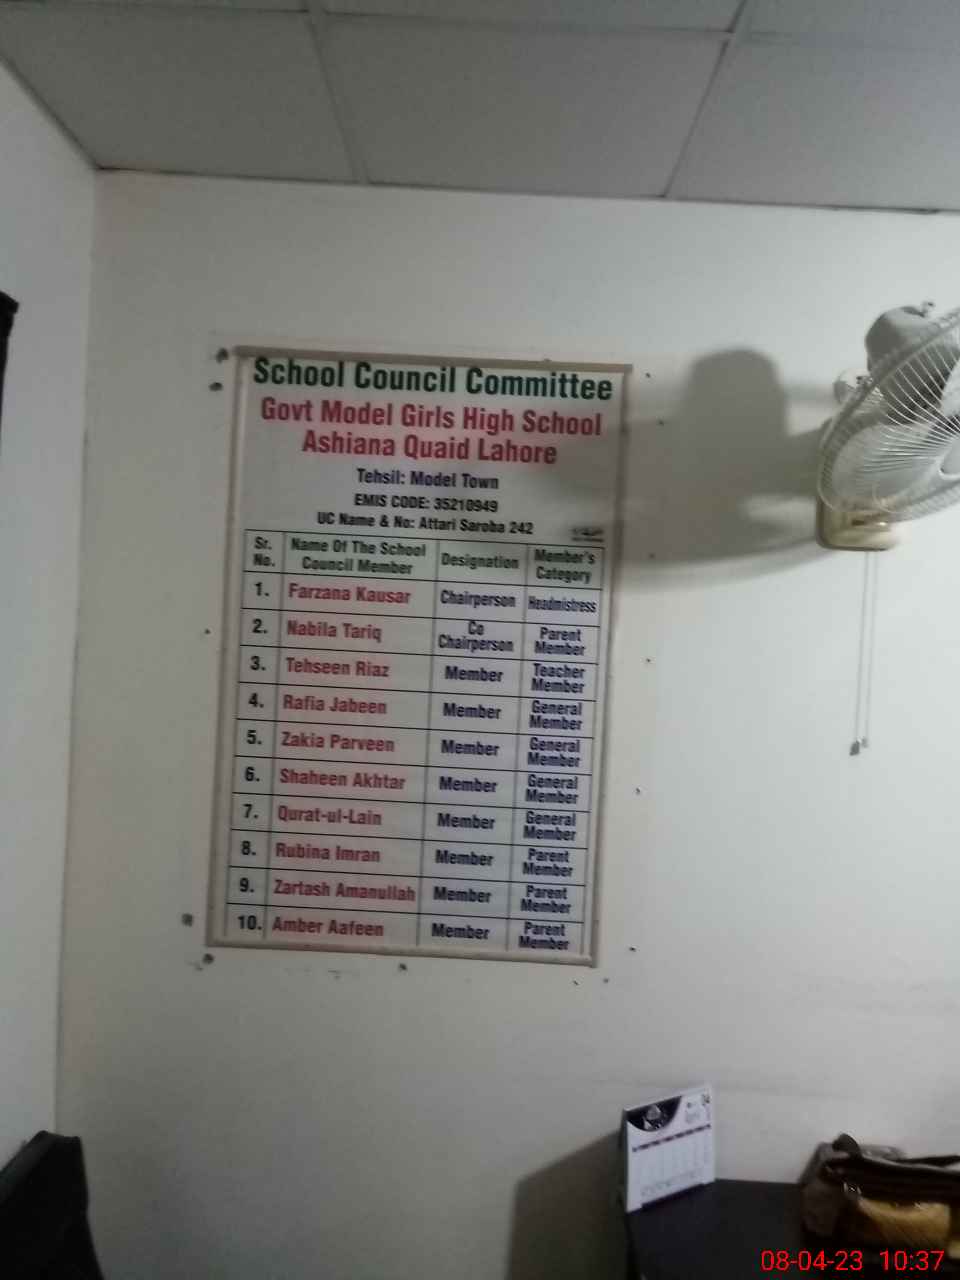 School Council Committee
Govt Model Girls High School
Ashiana Quaid Lahore
Tehsil: Model Town
EMIS CODE: 35210949
UC Name & No: Attari Saroba 242
Sr. No. Name Of The School Council Member Designation Member's Category
1. Farzana Kausar Chairperson Headmistress
2. Nabila Tariq Co Chairperson Parent Member
3. Tehseen Riaz Member Teacher Member
4. Rafia Jabeen Member General Member
5. Zakia Parveen Member General Member
6. Shaheen Akhtar Member General Member
7. Qurat-ul-Lain Member General Member
8. Rubina Imran Member Parent Member
9. Zartash Amanullah Member Parent Member
10. Amber Aafeen Member Parent Member
04
08-04-23 10:37